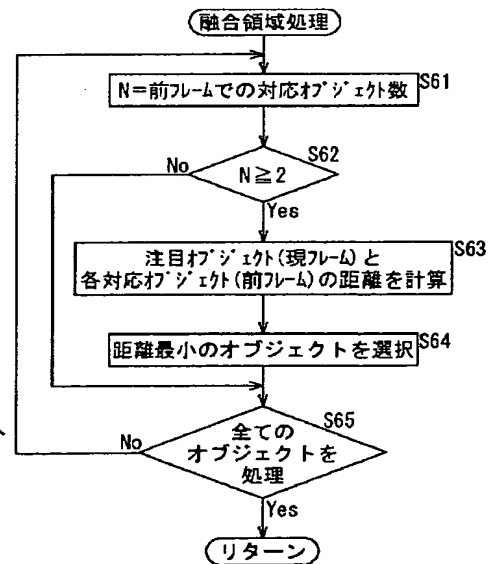 融合領域処理
N＝前フレームでの対応オブジェクト数
S61
S62
No
N≧2
Yes
注目オブジェクト(現フレーム)と
各対応オブジェクト(前フレーム)の距離を計算
S63
距離最小のオブジェクトを選択
S64
S65
No
全ての
オブジェクトを
処理
Yes
リターン